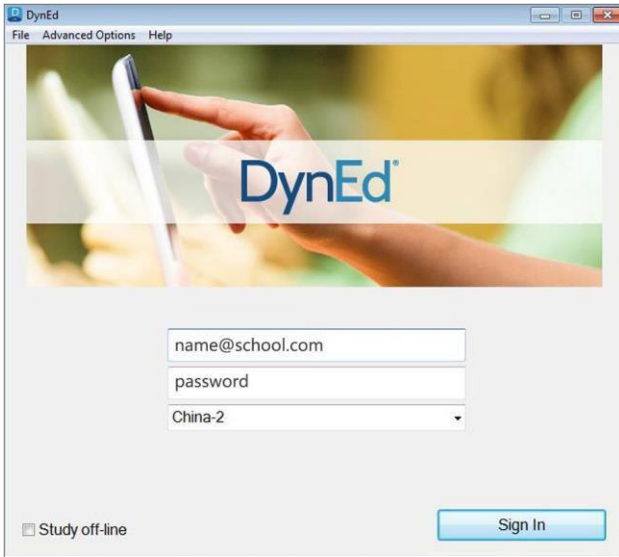 DynEd
File Advanced Options Help
DynEd®
name@school.com
password
China-2
Study off-line
Sign In